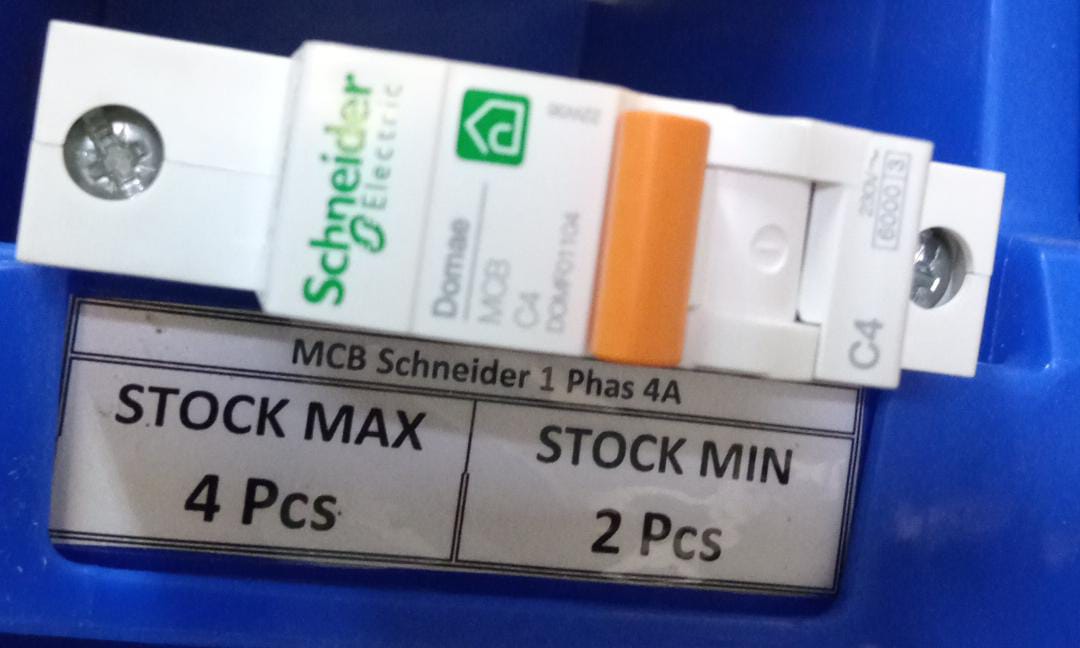 Schneider
Electric
Domae
MCB
C4
DOMF01104
230V~
6000 3
C4
MCB Schneider 1 Phas 4A
STOCK MAX
4 Pcs
STOCK MIN
2 Pcs